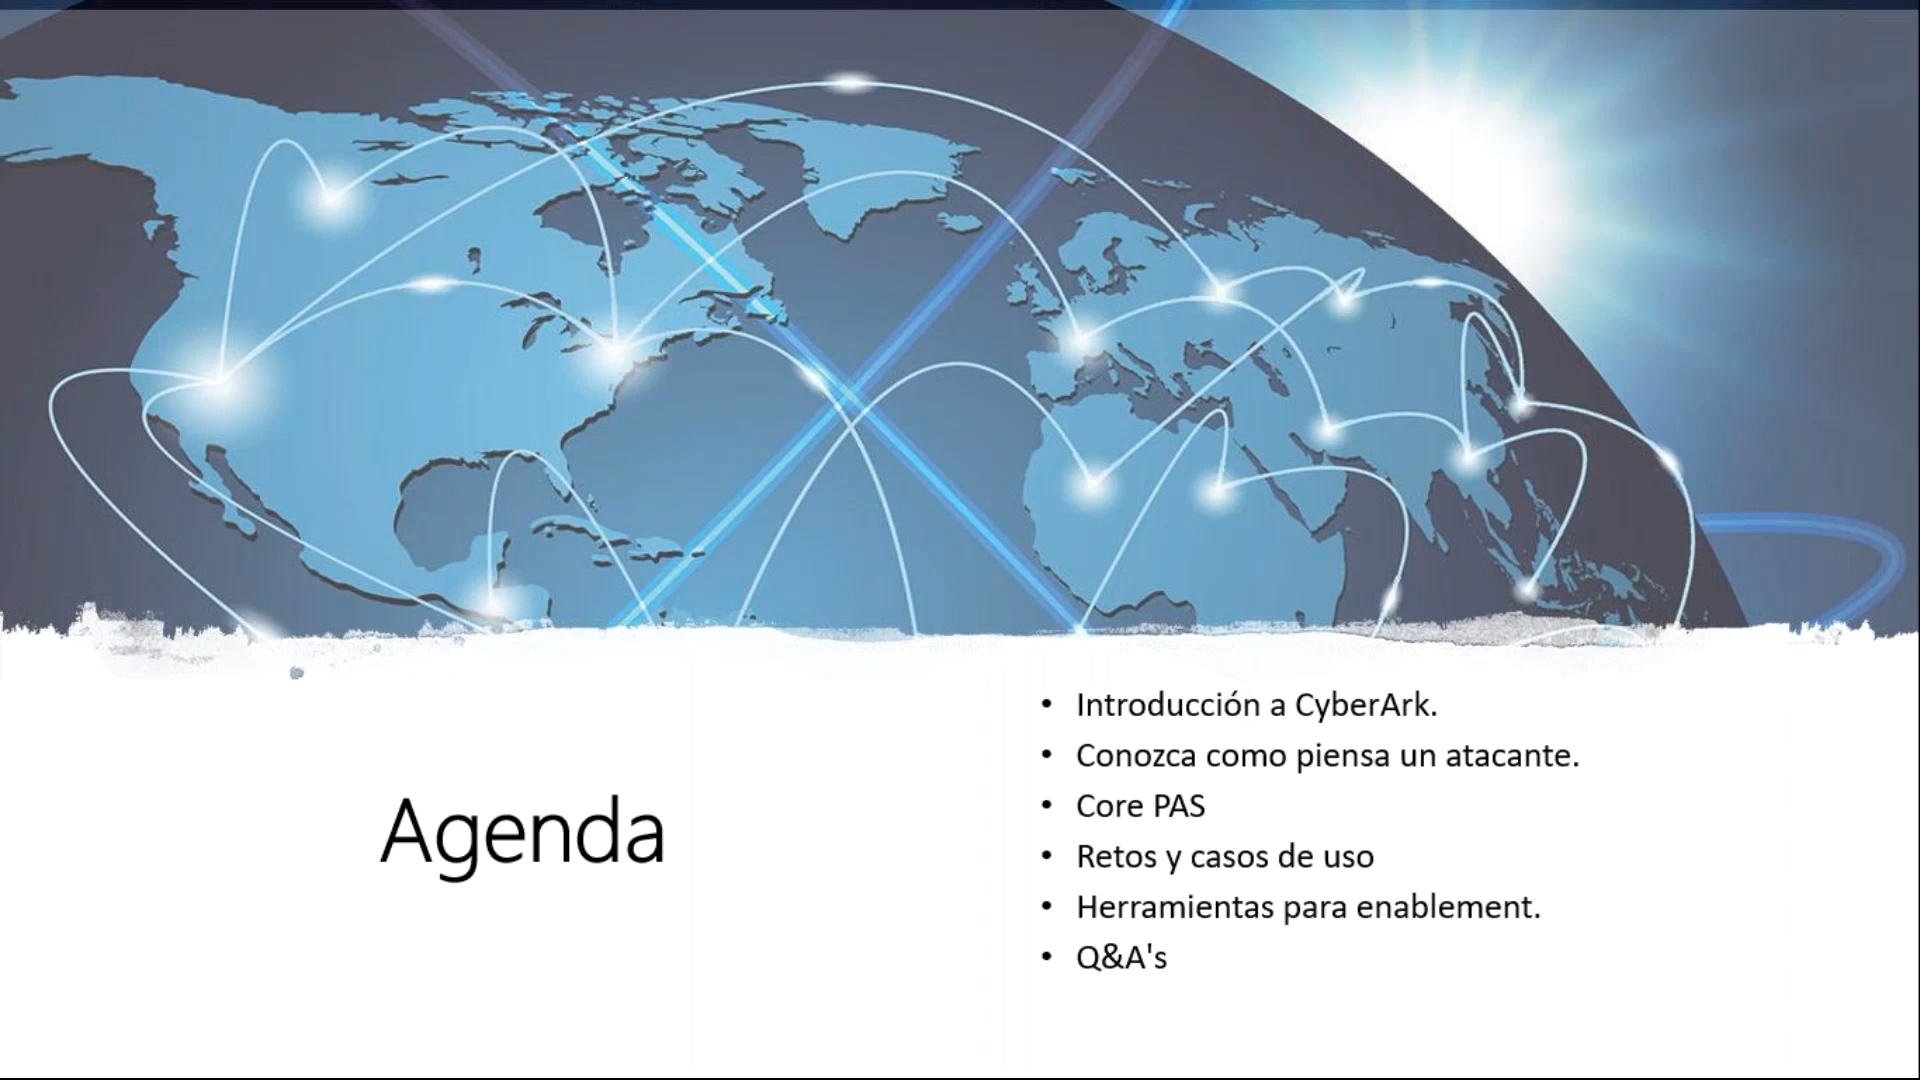 Agenda
• Introducción a CyberArk.
• Conozca como piensa un atacante.
• Core PAS
• Retos y casos de uso
• Herramientas para enablement.
• Q&A's